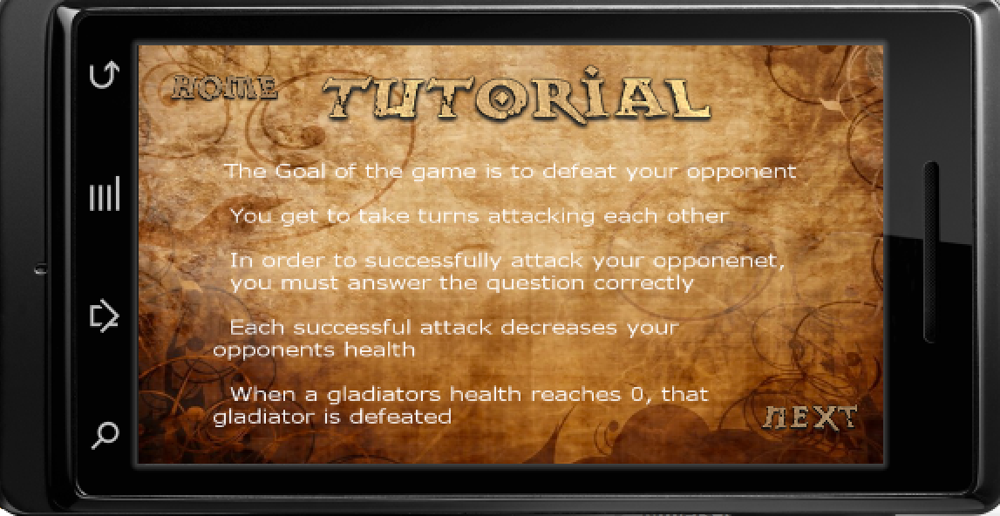 HOME
TUTORIAL
The Goal of the game is to defeat your opponent
You get to take turns attacking each other
In order to successfully attack your opponenet,
you must answer the question correctly
Each successful attack decreases your
opponents health
When a gladiators health reaches 0, that
gladiator is defeated
NEXT